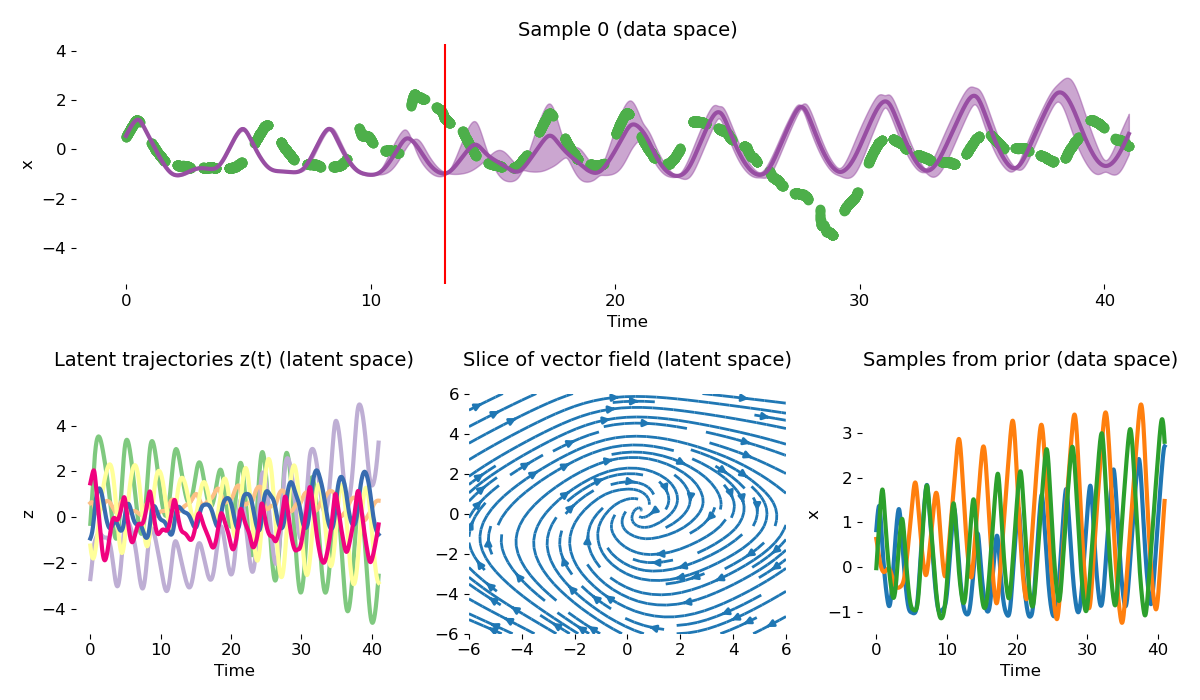 Sample 0 (data space)
4
2
0
−2
−4
x
0 10 20 30 40
Time
Latent trajectories z(t) (latent space)
4
2
0
−2
−4
z
0 10 20 30 40
Time
Slice of vector field (latent space)
6
4
2
0
−2
−4
−6
−6 −4 −2 0 2 4 6
Samples from prior (data space)
3
2
1
0
−1
x
0 10 20 30 40
Time